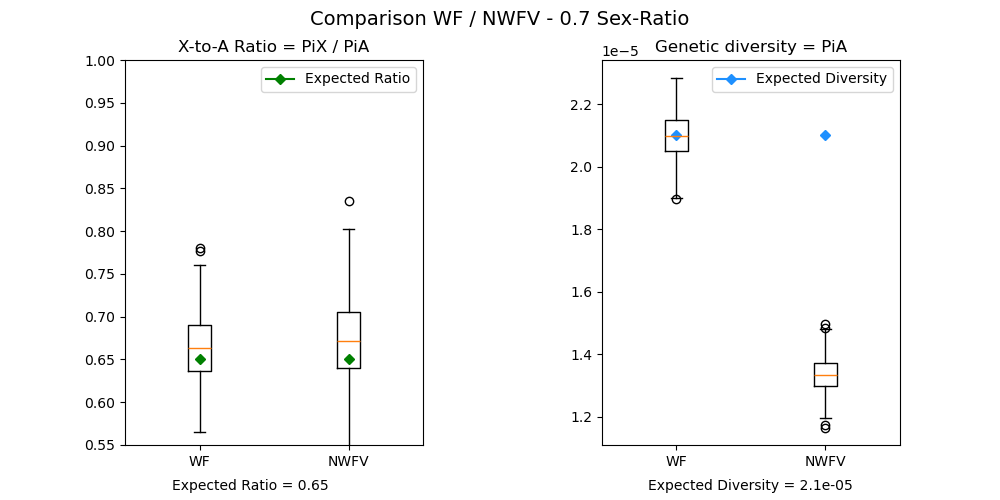 Comparison WF / NWFV - 0.7 Sex-Ratio
X-to-A Ratio = PiX / PiA
Expected Ratio
1.00
0.95
0.90
0.85
0.80
0.75
0.70
0.65
0.60
0.55
WF
NWFV
Expected Ratio = 0.65
1e−5
Genetic diversity = PiA
Expected Diversity
2.2
2.0
1.8
1.6
1.4
1.2
WF
NWFV
Expected Diversity = 2.1e-05